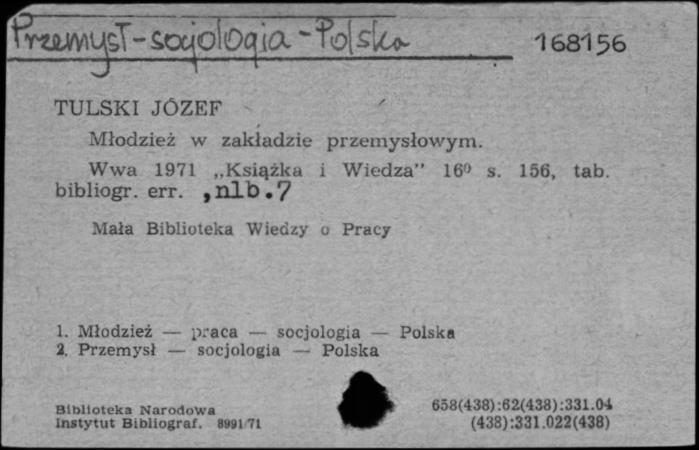 Przemysł-socjologia-Polska 168156
TULSKI JÓZEF
Młodzież w zakładzie przemysłowym.
Wwa 1971 „Książka i Wiedza" 16⁰ s. 156, tab.
bibliogr. err. ,nlb.7
Mała Biblioteka Wiedzy o Pracy
1. Młodzież — praca — socjologia — Polska
2. Przemysł — socjologia — Polska
Biblioteka Narodowa 658(438):62(438):331.04
Instytut Bibliograf. 8991/71 (438):331.022(438)